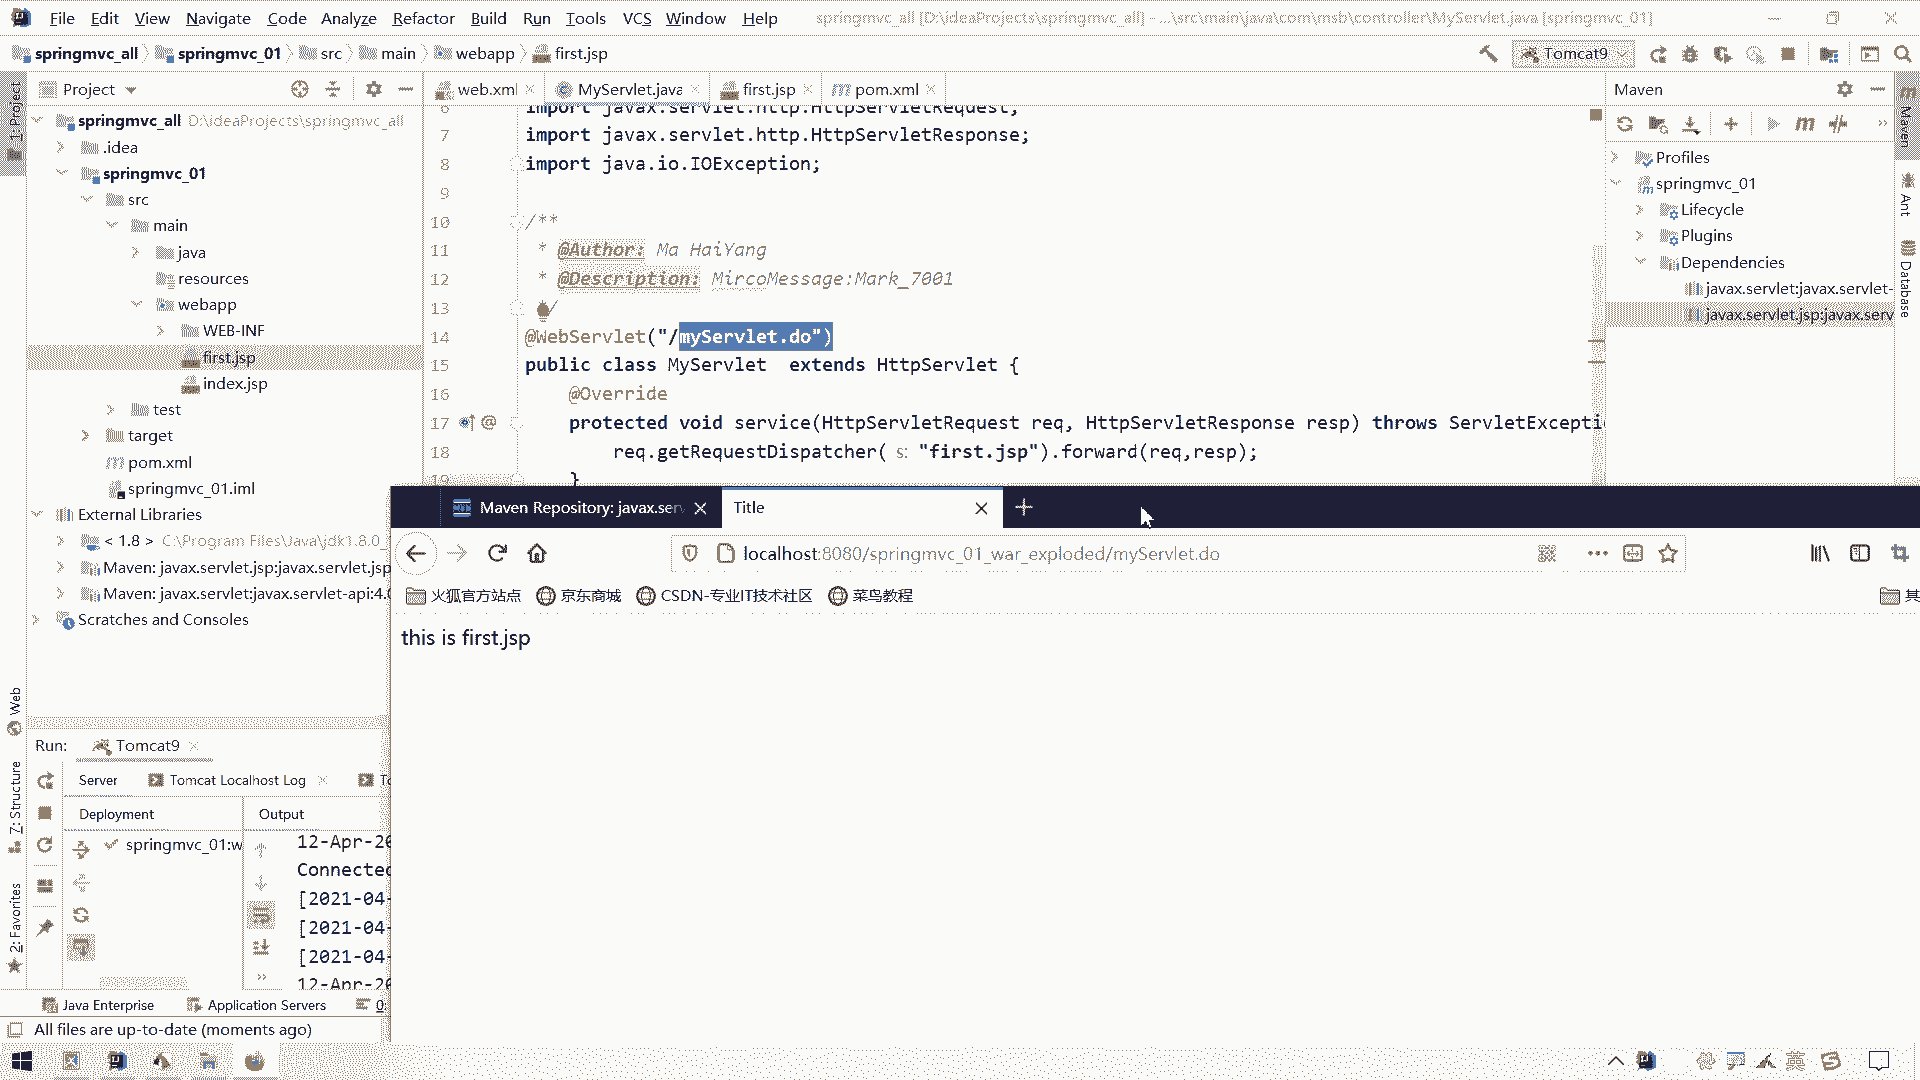 File Edit View Navigate Code Analyze Refactor Build Run Tools VCS Window Help springmvc_all [D:\ideaProjects\springmvc_all] - ...\src\main\java\com\msb\controller\MyServlet.java [springmvc_01]
springmvc_all springmvc_01 src main webapp first.jsp Tomcat9
Project
web.xml MyServlet.java first.jsp pom.xml
Maven
springmvc_all D:\ideaProjects\springmvc_all
.idea
springmvc_01
src
main
java
resources
webapp
WEB-INF
first.jsp
index.jsp
test
target
pom.xml
springmvc_01.iml
External Libraries
< 1.8 > C:\Program Files\Java\jdk1.8.0_
Maven: javax.servlet.jsp:javax.servlet.jsp
Maven: javax.servlet:javax.servlet-api:4.0
Scratches and Consoles
6 import javax.servlet.http.HttpServletRequest;
7 import javax.servlet.http.HttpServletResponse;
8 import java.io.IOException;
9
10 /**
11 * @Author: Ma HaiYang
12 * @Description: MircoMessage:Mark_7001
13 */
14 @WebServlet("/myServlet.do")
15 public class MyServlet extends HttpServlet {
16 @Override
17 protected void service(HttpServletRequest req, HttpServletResponse resp) throws ServletExcepti
18 req.getRequestDispatcher( s: "first.jsp").forward(req,resp);
19 }
Profiles
springmvc_01
Lifecycle
Plugins
Dependencies
javax.servlet:javax.servlet-
javax.servlet.jsp:javax.serv
1: Project
Web
7: Structure
2: Favorites
Maven
Ant
Database
Maven Repository: javax.ser
Title
localhost:8080/springmvc_01_war_exploded/myServlet.do
火狐官方站点 京东商城 CSDN-专业IT技术社区 菜鸟教程 其
this is first.jsp
Run: Tomcat9
Server Tomcat Localhost Log To
Deployment Output
springmvc_01:w
12-Apr-20
Connected
[2021-04-
[2021-04-
[2021-04-
12-Apr-20
Java Enterprise Application Servers 0
All files are up-to-date (moments ago)
英